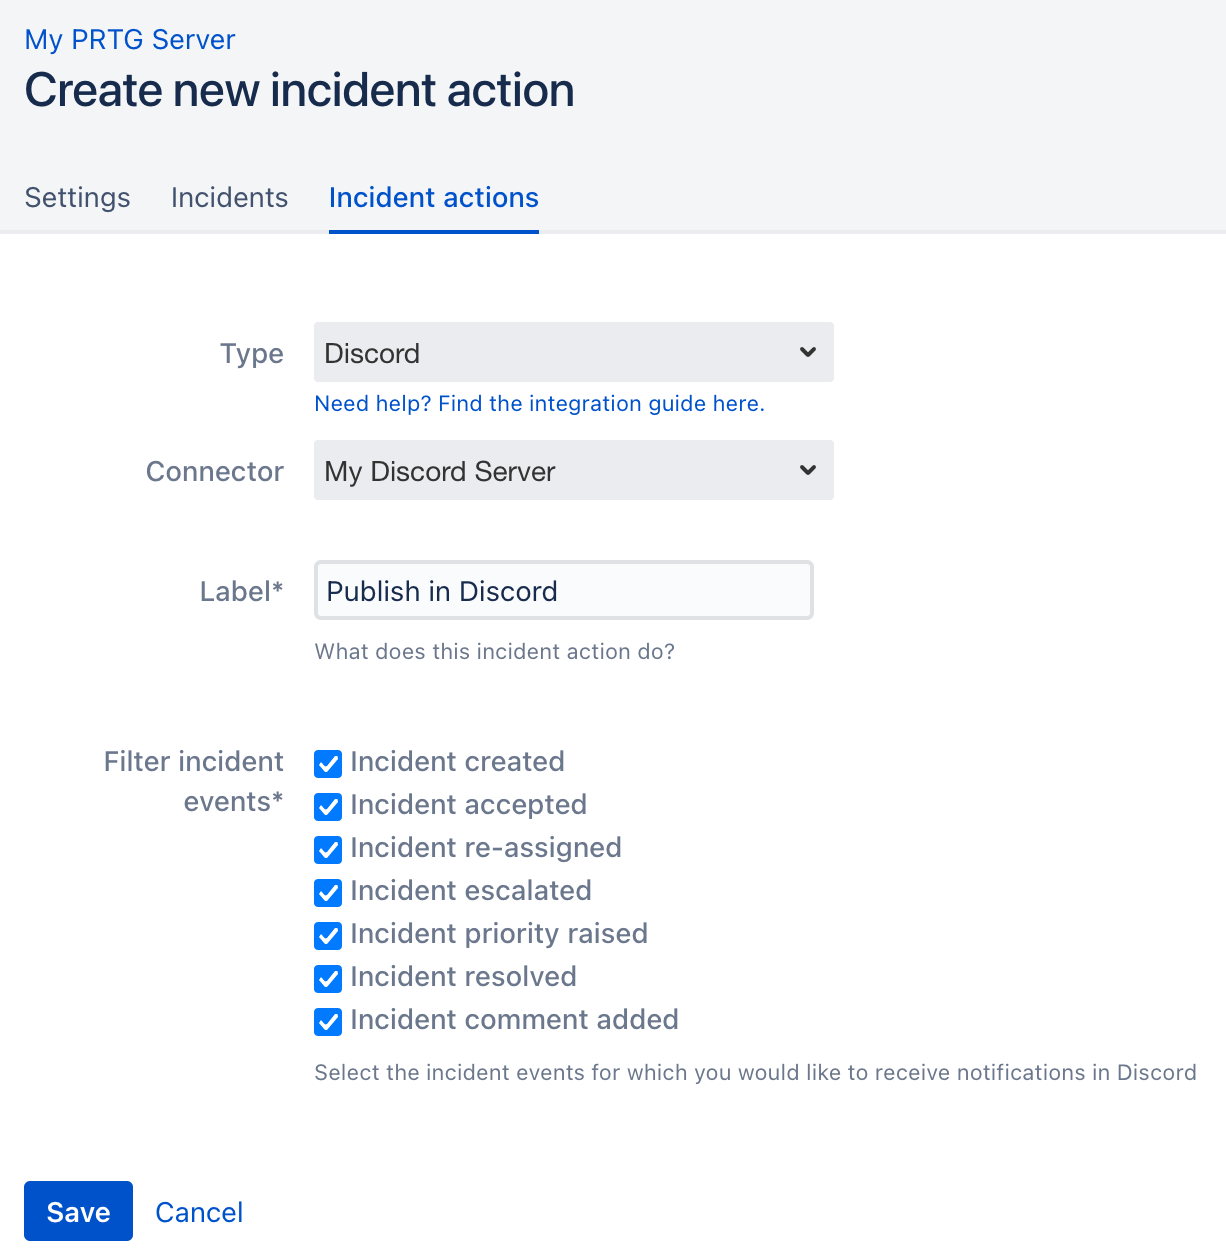 My PRTG Server
Create new incident action
Settings Incidents Incident actions
Type Discord
Need help? Find the integration guide here.
Connector My Discord Server
Label* Publish in Discord
What does this incident action do?
Filter incident events*
Incident created
Incident accepted
Incident re-assigned
Incident escalated
Incident priority raised
Incident resolved
Incident comment added
Select the incident events for which you would like to receive notifications in Discord
Save Cancel